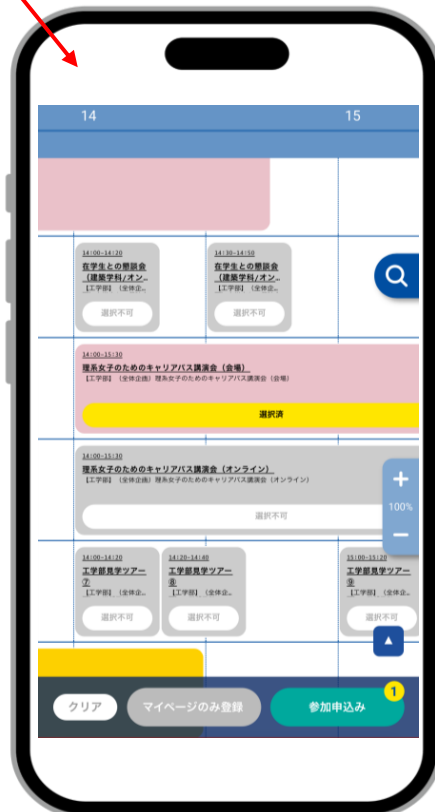 14
15
14:00-14:20
在学生との懇談会
（建築学科/オン…
【工学部】（全体企…
選択不可
14:30-14:50
在学生との懇談会
（建築学科/オン…
【工学部】（全体企…
選択不可
14:00-15:30
理系女子のためのキャリアパス講演会（会場）
【工学部】（全体企画）理系女子のためのキャリアパス講演会（会場）
選択済
14:00-15:30
理系女子のためのキャリアパス講演会（オンライン）
【工学部】（全体企画）理系女子のためのキャリアパス講演会（オンライン）
選択不可
+
100%
−
14:00-14:20
工学部見学ツアー
⑦
【工学部】（全体企…
選択不可
14:20-14:40
工学部見学ツアー
⑧
【工学部】（全体企…
選択不可
15:00-15:20
工学部見学ツアー
⑨
【工学部】（全体企…
選択不可
▲
クリア
マイページのみ登録
参加申込み
1